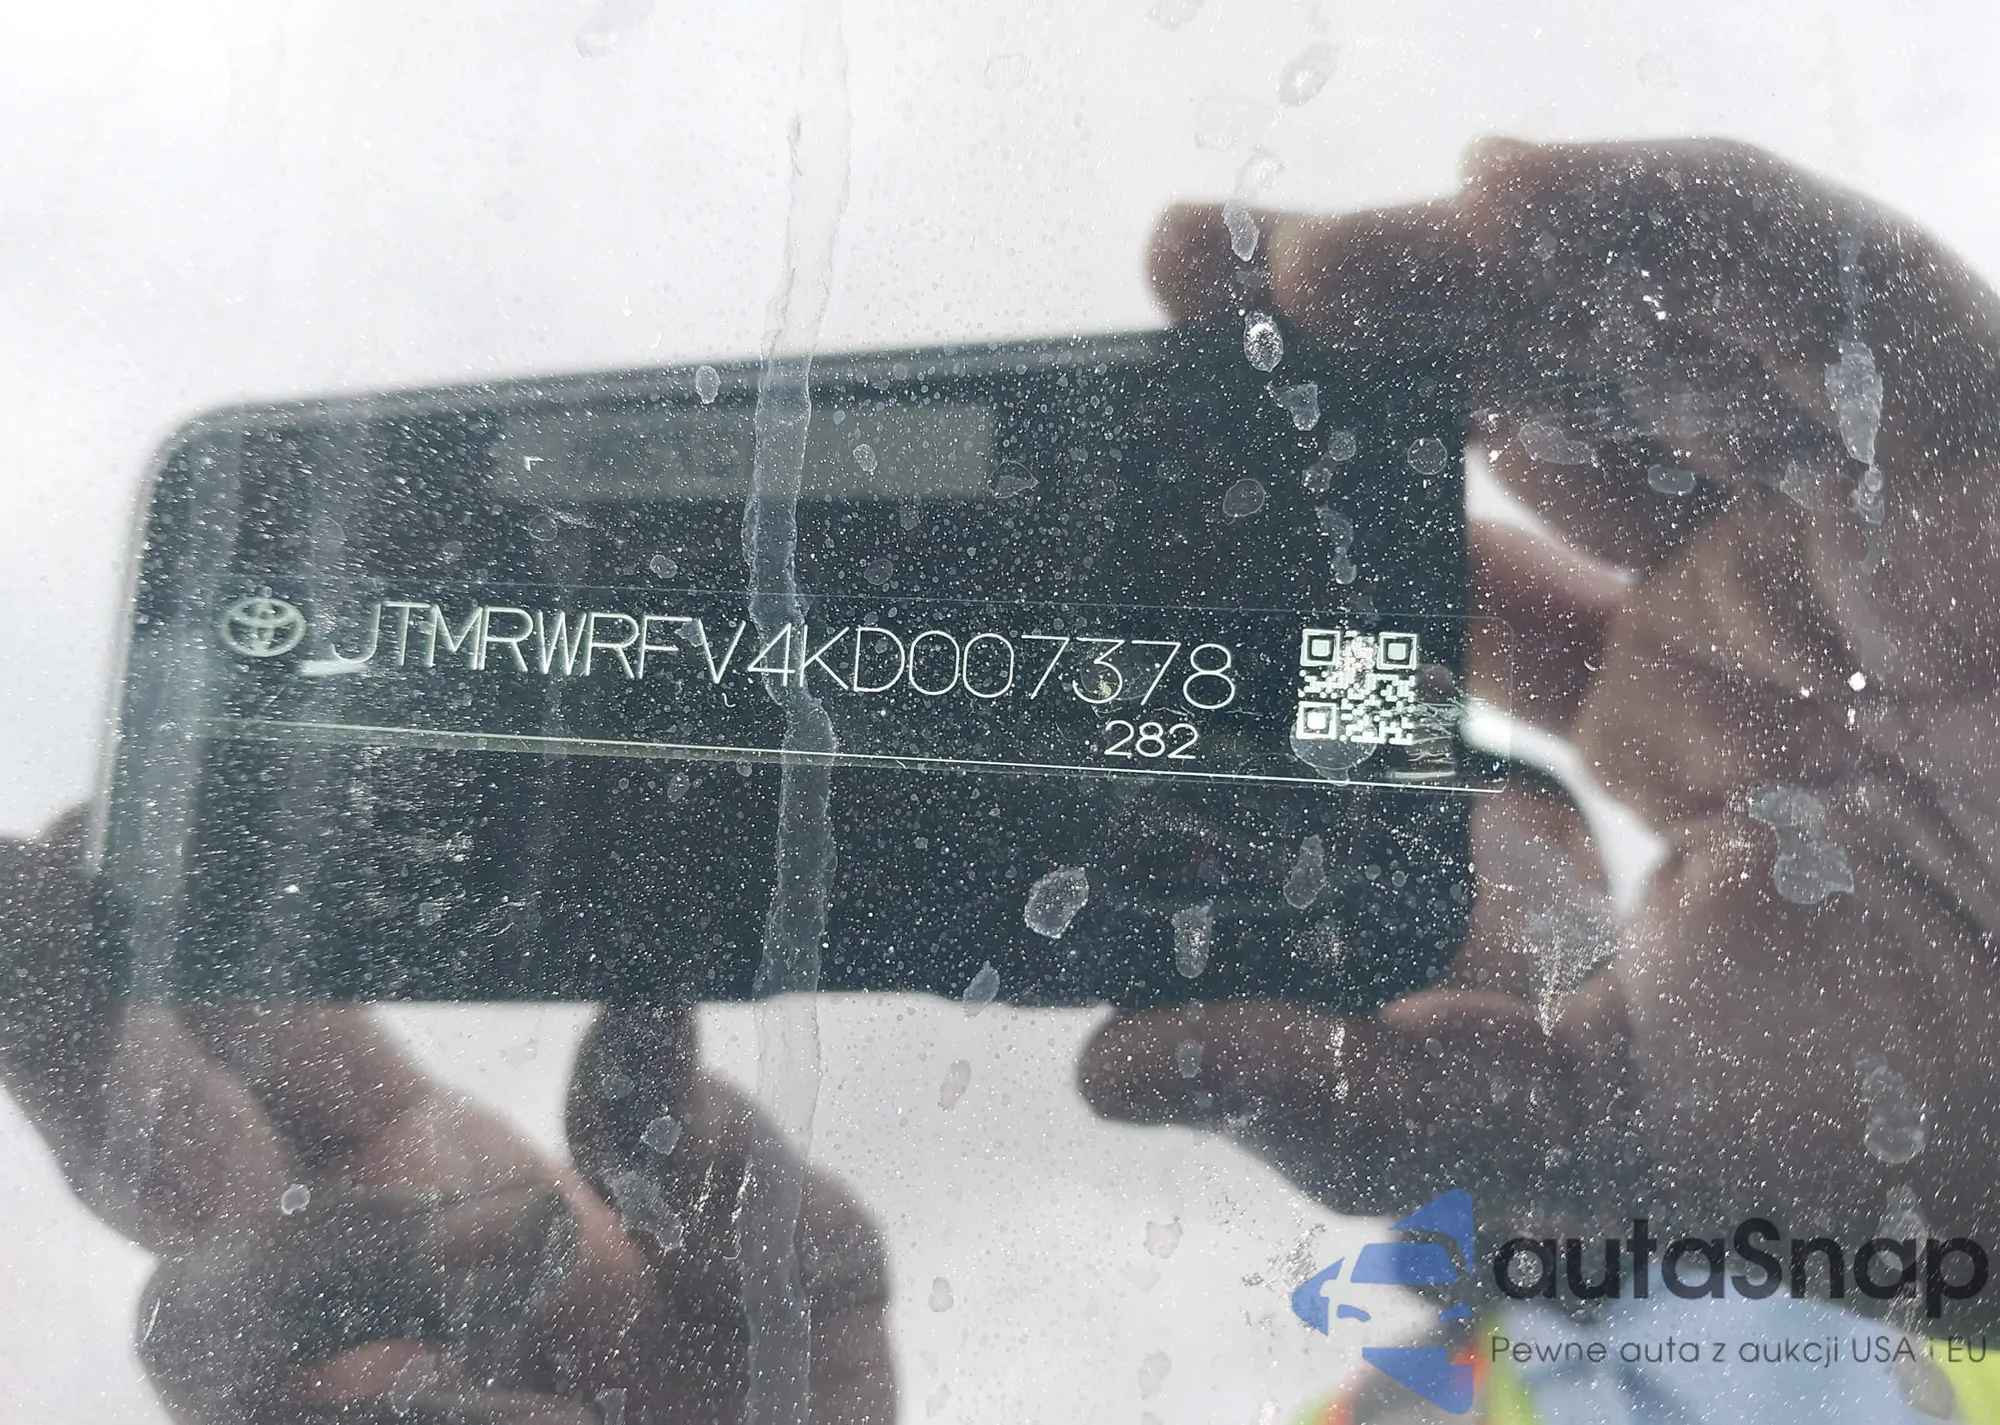 JTMRWRFV4KD007378
282
autaSnap
Pewne auta z aukcji USA i EU